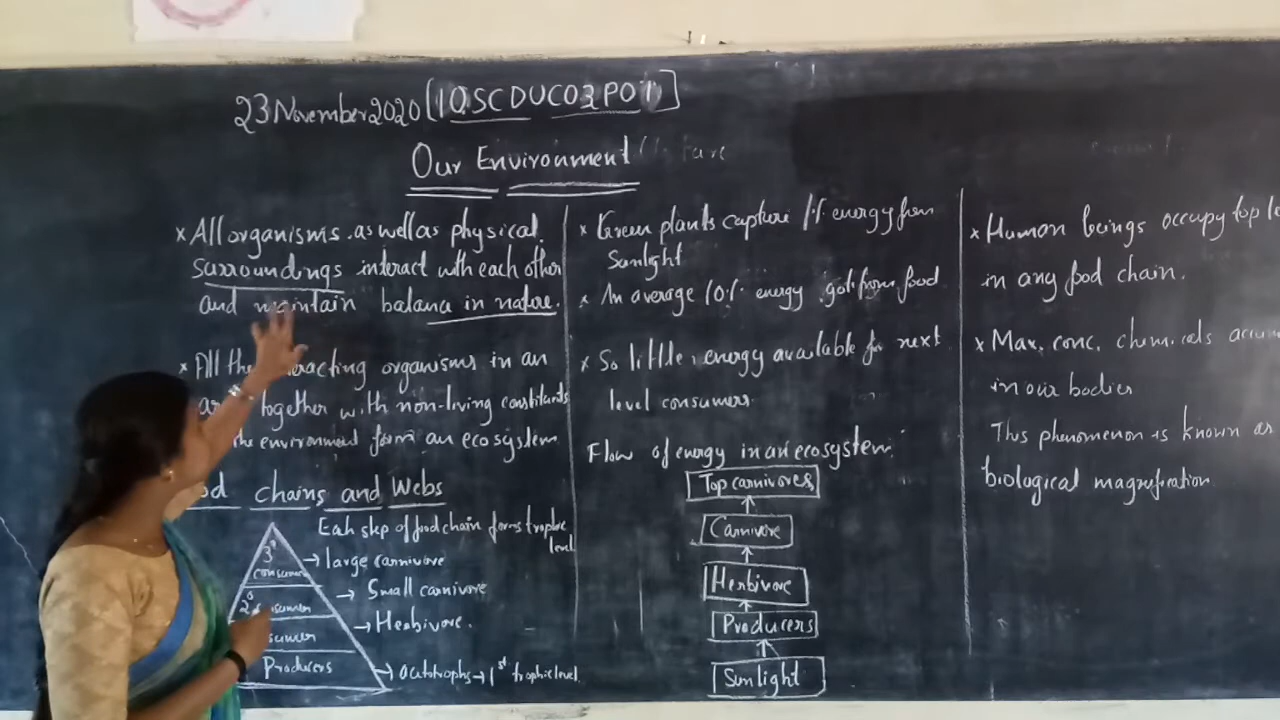 23 November 2020 [10SCDUCO2PO1]
Our Environment
x All organisms as well as physical
surroundings interact with each other
and maintain balance in nature.
x All the interacting organisms in an
together with non-living constituents
the environment form an ecosystem
chains and Webs
Each step of food chain forms trophic
level
3° consumer → large carnivore
2° → Small carnivore
→ Herbivore.
Producers → autotrophs → 1st trophic level
x Green plants capture 1% energy from
Sunlight
x An average 10% energy got from food
x So little energy available for next
level consumers.
Flow of energy in an ecosystem.
Top carnivores
Carnivore
Herbivore
Producers
Sunlight
x Human beings occupy top
in any food chain.
x Max. conc. chemicals
in our bodies
This phenomenon is known as
biological magnification